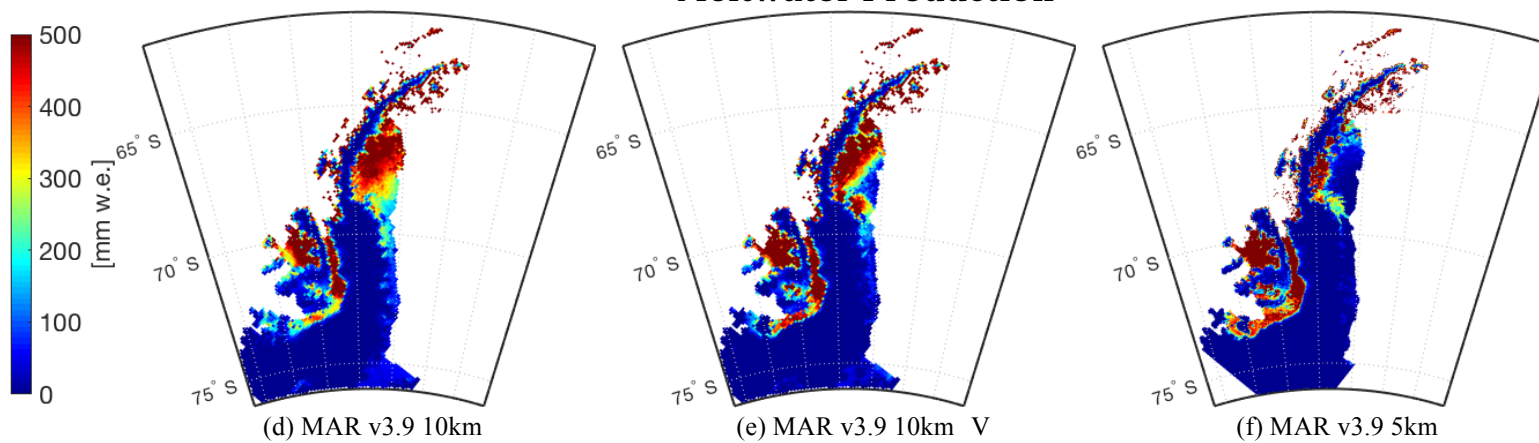 500
400
300
200
100
0
[mm w.e.]
65° S
70° S
75° S
65° S
70° S
75° S
65° S
70° S
75° S
(d) MAR v3.9 10km
(e) MAR v3.9 10km V
(f) MAR v3.9 5km